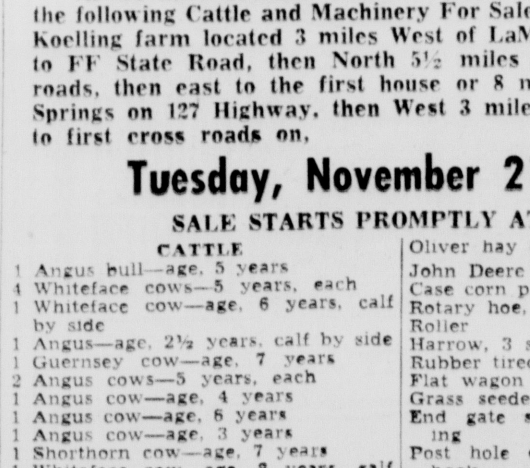 the following Cattle and Machinery For Sale
Koelling farm located 3 miles West of
to FF State Road, then North 5½ miles
roads, then east to the first house or 8
Springs on 127 Highway, then West 3
to first cross roads on,
Tuesday, November 2
SALE STARTS PROMPTLY
CATTLE
1 Angus bull—age, 5 years
4 Whiteface cows—5 years, each
1 Whiteface cow—age, 6 years, calf
by side
1 Angus—age, 2½ years, calf by side
1 Guernsey cow—age, 7 years
2 Angus cows—5 years, each
1 Angus cow—age, 4 years
1 Angus cow—age, 6 years
1 Angus cow—age, 3 years
1 Shorthorn cow—age, 7 years
Oliver hay
John Deere
Case corn
Rotary hoe,
Roller
Harrow, 3
Rubber
Flat wagon
Grass
End gate
ing
Post hole